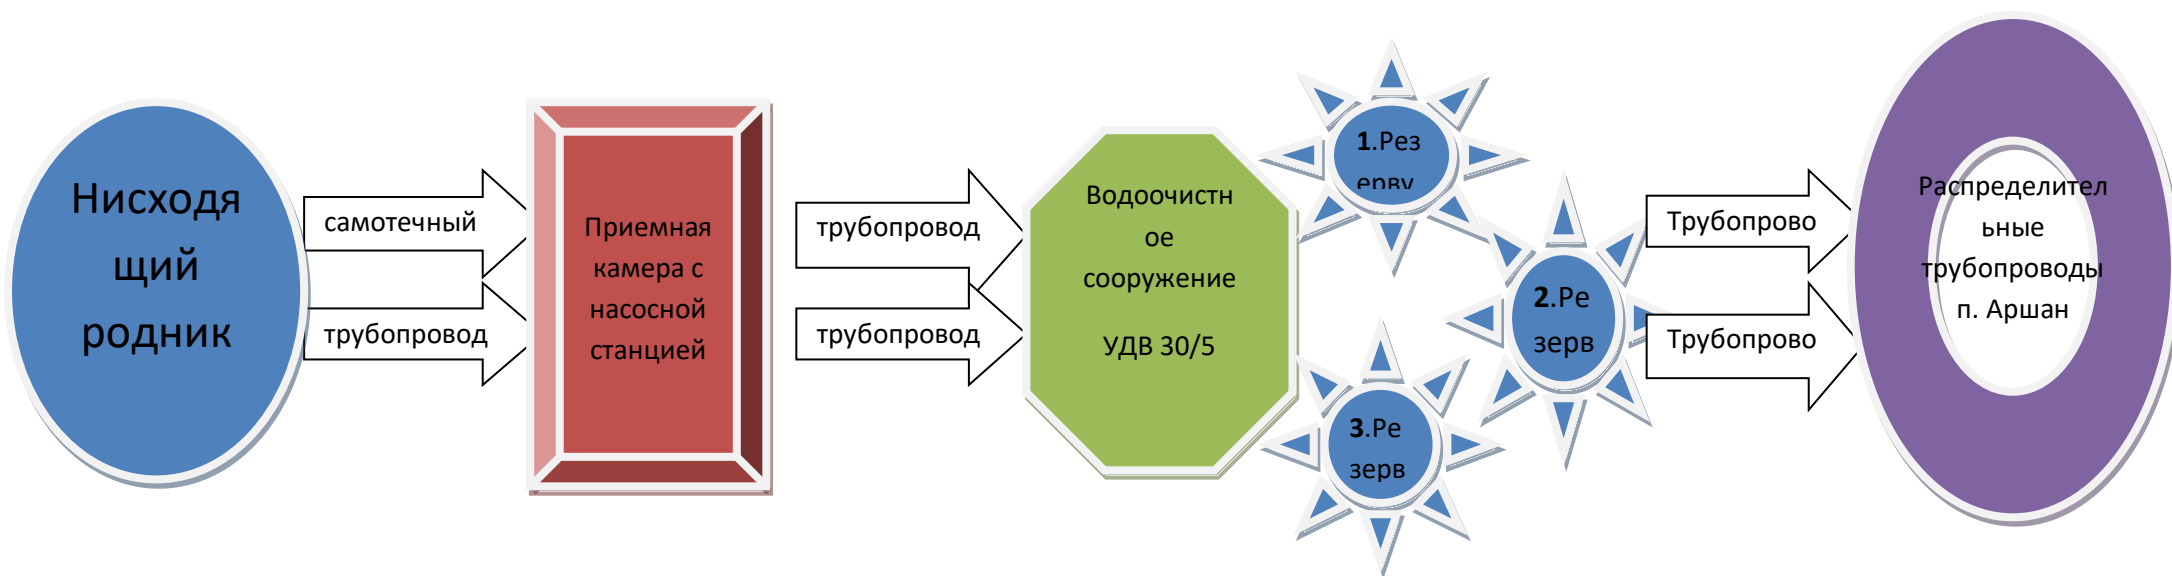 Нисходя
щий
родник
самотечный
трубопровод
Приемная
камера с
насосной
станцией
трубопровод
трубопровод
Водоочистн
ое
сооружение
УДВ 30/5
1.Рез
ерву
2.Ре
зерв
3.Ре
зерв
Трубопрово
Трубопрово
Распределител
ьные
трубопроводы
п. Аршан